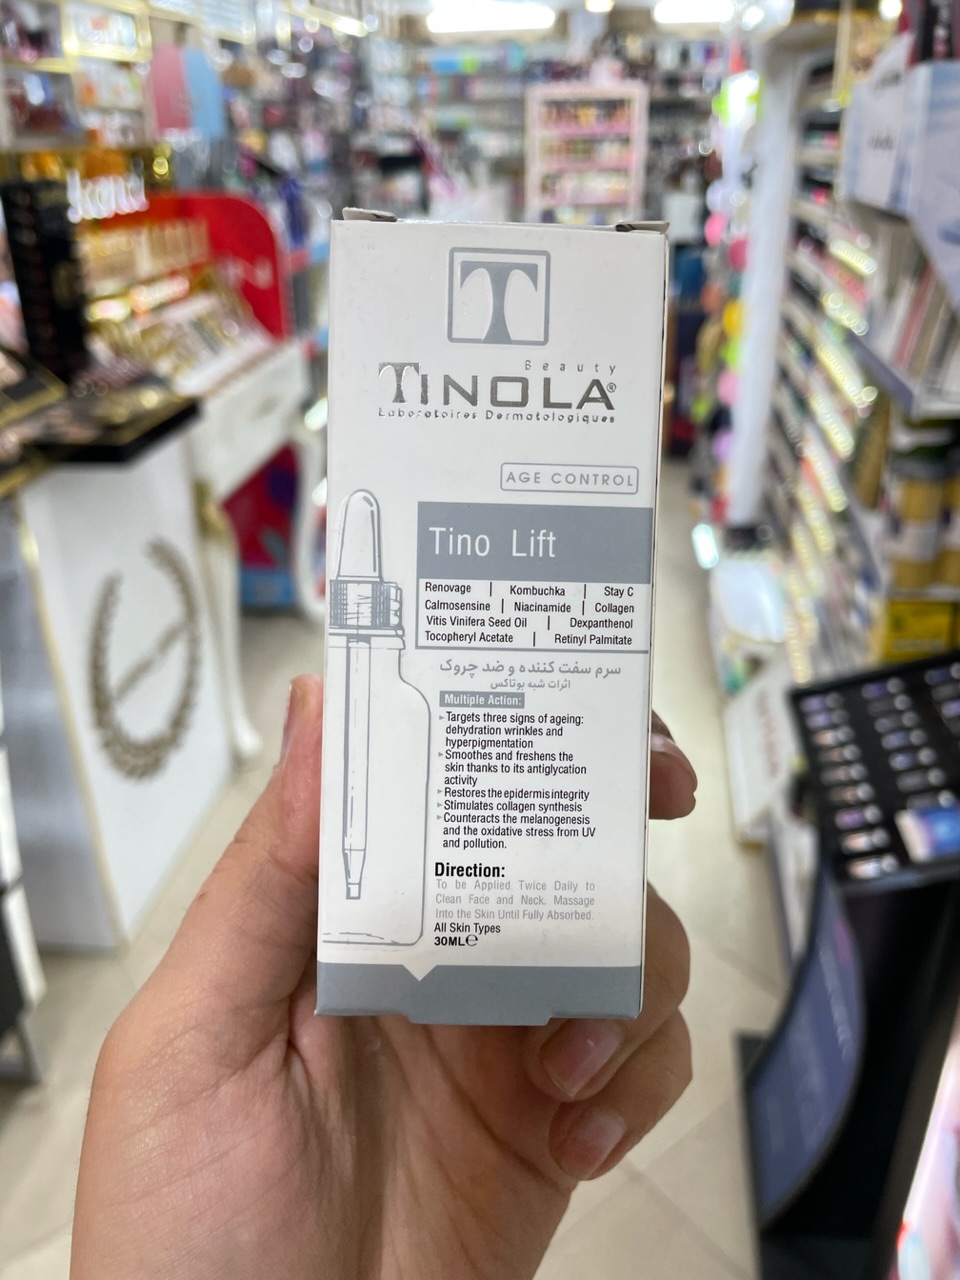 T
Beauty
TINOLA®
Laboratoires Dermatologiques
AGE CONTROL
Tino Lift
Renovage | Kombuchka | Stay C
Calmosensine | Niacinamide | Collagen
Vitis Vinifera Seed Oil | Dexpanthenol
Tocopheryl Acetate | Retinyl Palmitate
سرم سفت کننده و ضد چروک
اثرات شبه بوتاکس
Multiple Action:
Targets three signs of ageing:
dehydration wrinkles and
hyperpigmentation
Smoothes and freshens the
skin thanks to its antiglycation
activity
Restores the epidermis integrity
Stimulates collagen synthesis
Counteracts the melanogenesis
and the oxidative stress from UV
and pollution.
Direction:
To be Applied Twice Daily to
Clean Face and Neck. Massage
Into the Skin Until Fully Absorbed.
All Skin Types
30ML℮